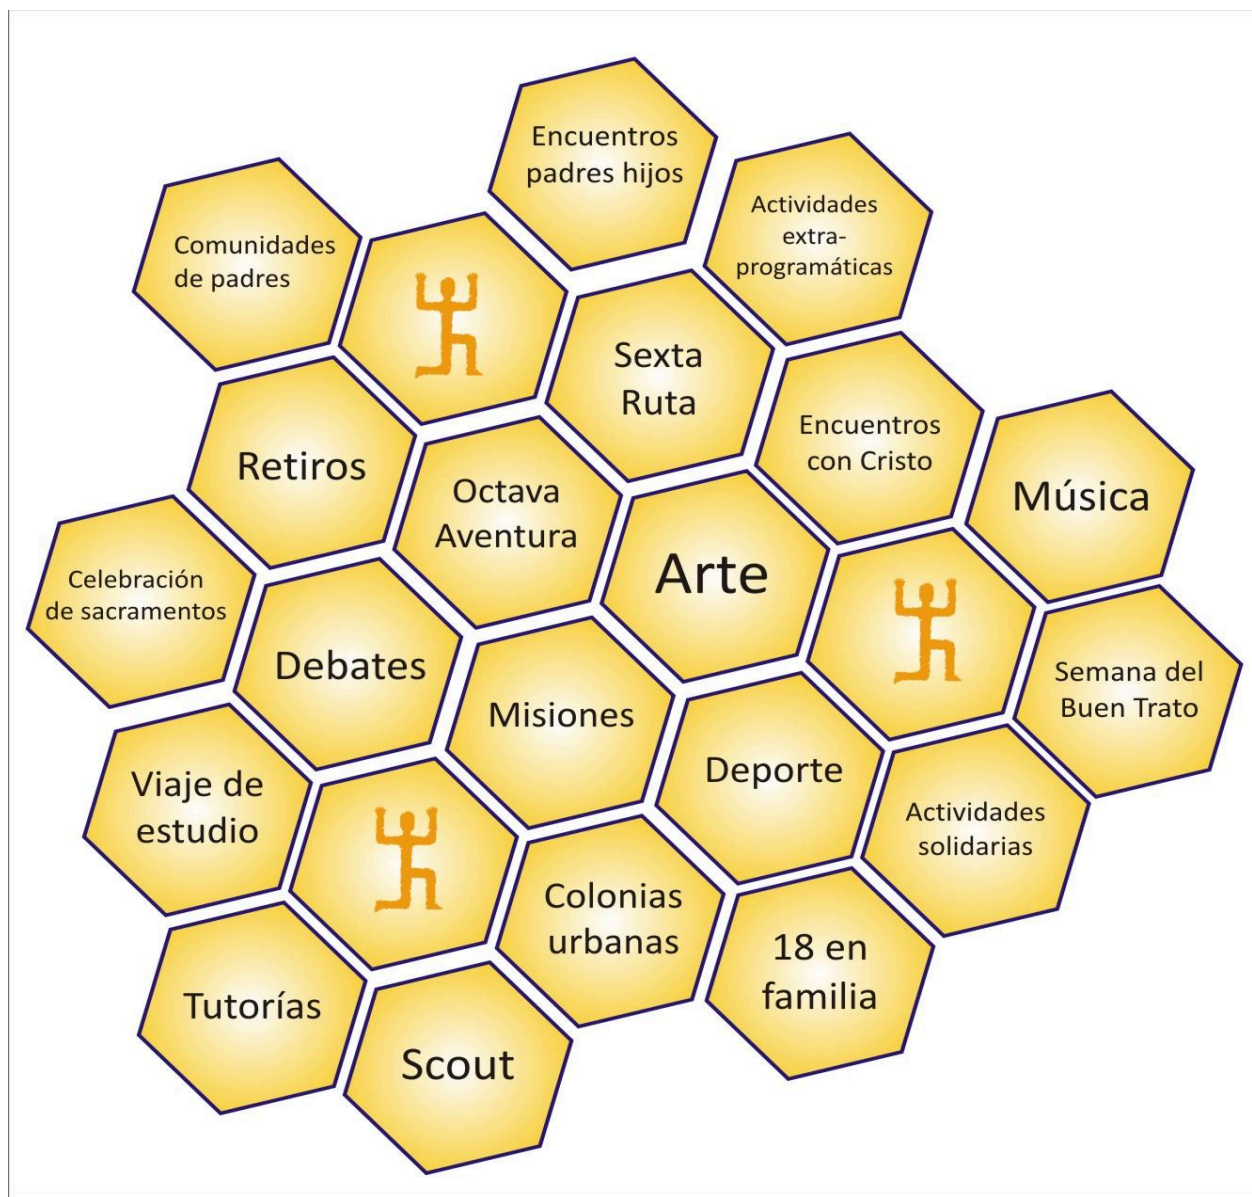 Encuentros
padres hijos
Actividades
extra-
programáticas
Comunidades
de padres
Sexta
Ruta
Encuentros
con Cristo
Música
Retiros
Octava
Aventura
Arte
Celebración
de sacramentos
Debates
Misiones
Semana del
Buen Trato
Deporte
Viaje de
estudio
Actividades
solidarias
Colonias
urbanas
18 en
familia
Tutorías
Scout